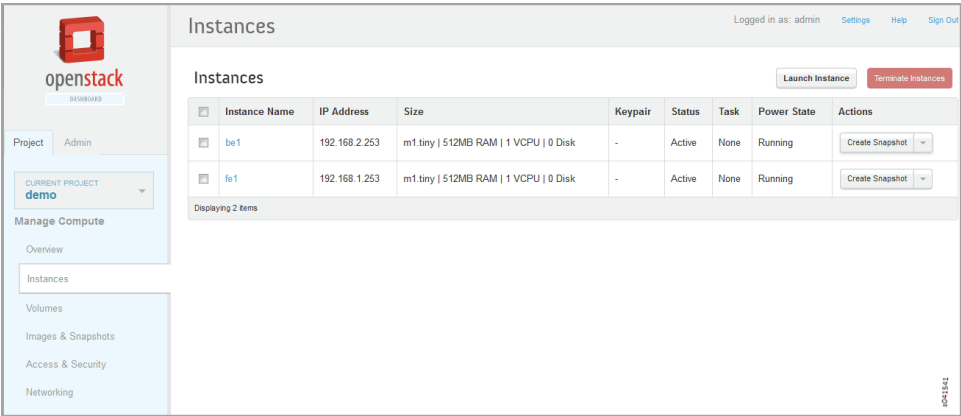 Instances
Logged in as: admin Settings Help Sign Out
openstack
DASHBOARD
Project Admin
CURRENT PROJECT
demo
Manage Compute
Overview
Instances
Volumes
Images & Snapshots
Access & Security
Networking
Instances
Launch Instance Terminate Instances
Instance Name IP Address Size Keypair Status Task Power State Actions
be1 192.168.2.253 m1.tiny | 512MB RAM | 1 VCPU | 0 Disk - Active None Running Create Snapshot
fe1 192.168.1.253 m1.tiny | 512MB RAM | 1 VCPU | 0 Disk - Active None Running Create Snapshot
Displaying 2 items
s041541